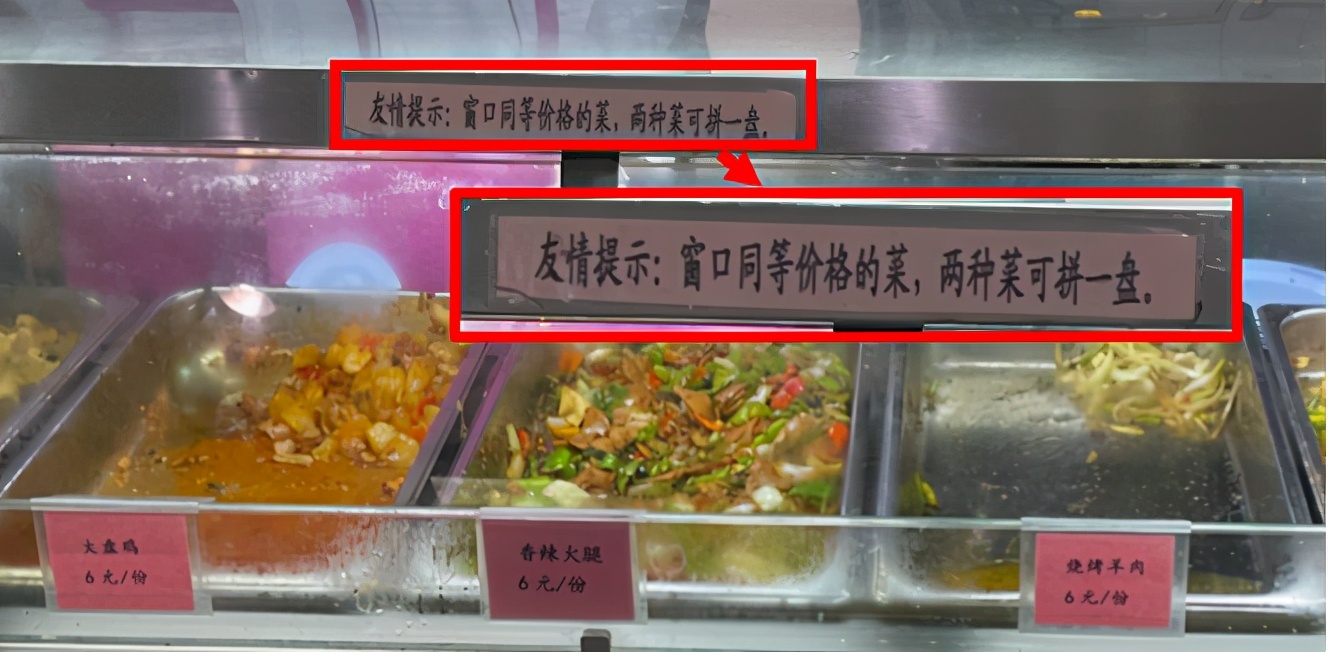 友情提示：窗口同等价格的菜，两种菜可拼一盘。
友情提示：窗口同等价格的菜，两种菜可拼一盘。
大盘鸡
6元/份
香辣大腿
6元/份
烧烤羊肉
6元/份